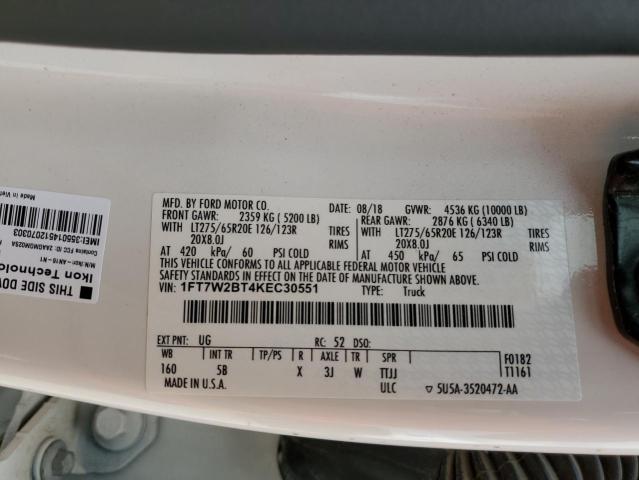 MFD. BY FORD MOTOR CO.
08/18 GVWR: 4536 KG (10000 LB)
FRONT GAWR: 2359 KG ( 5200 LB)
REAR GAWR: 2876 KG ( 6340 LB)
WITH LT275/65R20E 126/123R TIRES
WITH LT275/65R20E 126/123R TIRES
20X8.0J RIMS
20X8.0J RIMS
AT 420 kPa/ 60 PSI COLD
AT 450 kPa/ 65 PSI COLD
THIS VEHICLE CONFORMS TO ALL APPLICABLE FEDERAL MOTOR VEHICLE
SAFETY STANDARDS IN EFFECT ON THE DATE OF MANUFACTURE SHOWN ABOVE.
VIN: 1FT7W2BT4KEC30551
TYPE: Truck
EXT PNT: UG RC: 52 DSO:
WB INT TR TP/PS R AXLE TR SPR
160 5B X 3J W TTJJ
F0182
T1161
MADE IN U.S.A. ULC
5U5A-3520472-AA
THIS SIDE DOW
Ikon Technolo
IMEI:355014512070303
Made in Viet